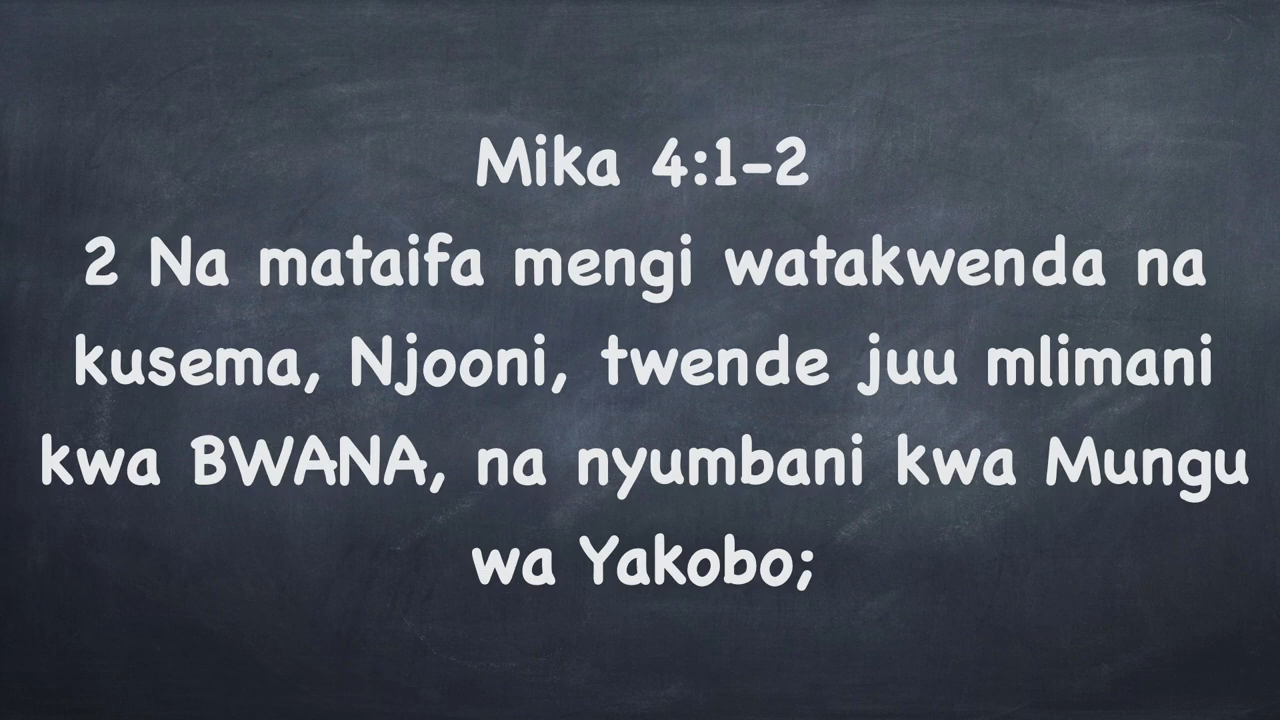 Mika 4:1-2
2 Na mataifa mengi watakwenda na
kusema, Njooni, twende juu mlimani
kwa BWANA, na nyumbani kwa Mungu
wa Yakobo;